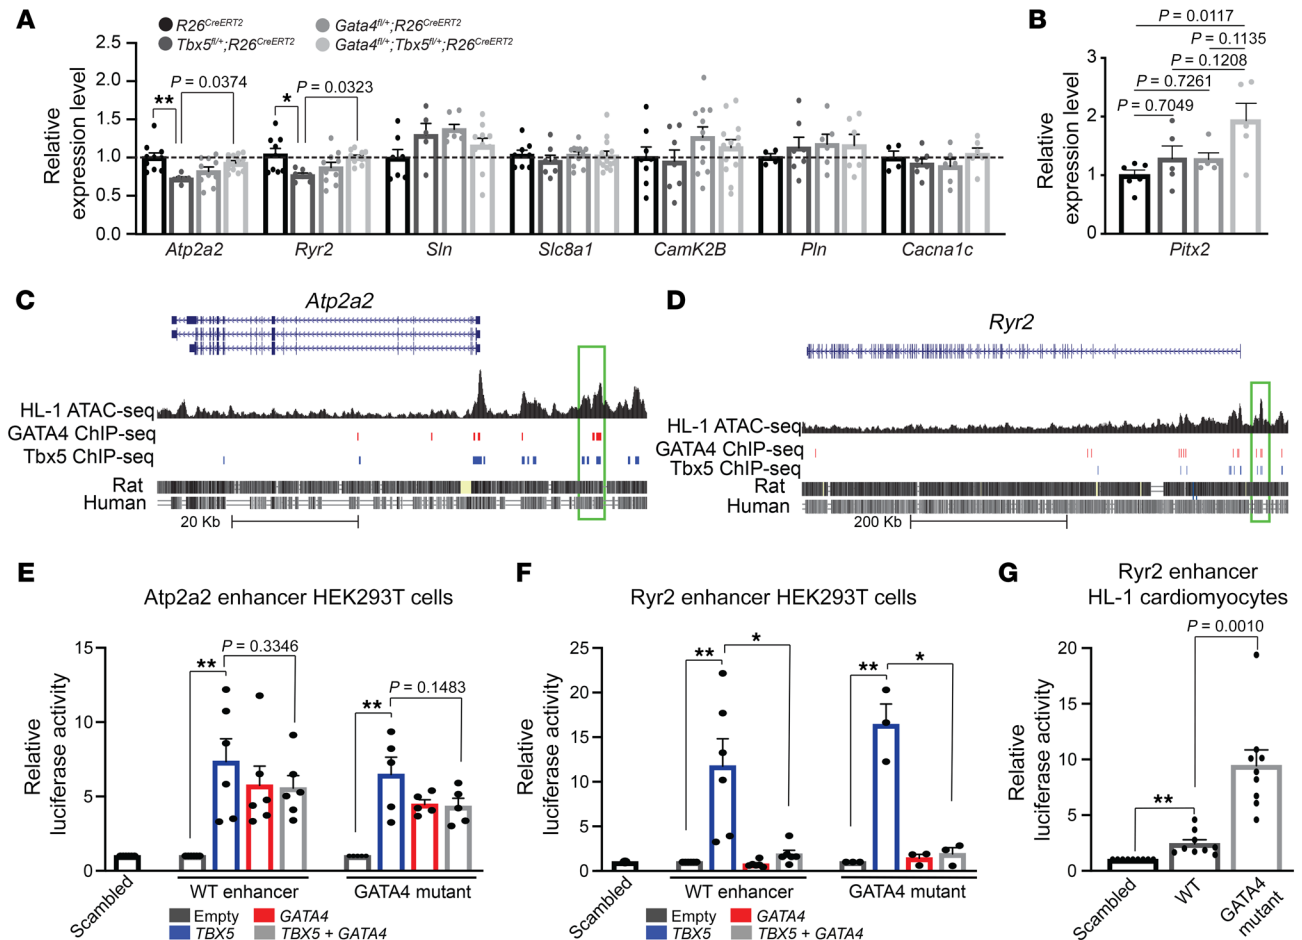 A
R26CreERT2
Gata4fl/+;R26CreERT2
Tbx5fl/+;R26CreERT2
Gata4fl/+;Tbx5fl/+;R26CreERT2
Relative
expression level
2.5
2.0
1.5
1.0
0.5
0.0
**
P = 0.0374
*
P = 0.0323
Atp2a2
Ryr2
Sln
Slc8a1
CamK2B
Pln
Cacna1c
B
P = 0.0117
P = 0.1135
P = 0.1208
P = 0.7261
P = 0.7049
Relative
expression level
3
2
1
0
Pitx2
C
Atp2a2
HL-1 ATAC-seq
GATA4 ChIP-seq
Tbx5 ChIP-seq
Rat
Human
20 Kb
D
Ryr2
HL-1 ATAC-seq
GATA4 ChIP-seq
Tbx5 ChIP-seq
Rat
Human
200 Kb
E
Atp2a2 enhancer HEK293T cells
Relative
luciferase activity
15
10
5
0
**
P = 0.3346
**
P = 0.1483
Scambled
WT enhancer
GATA4 mutant
Empty
GATA4
TBX5
TBX5 + GATA4
F
Ryr2 enhancer HEK293T cells
Relative
luciferase activity
25
20
15
10
5
0
**
*
**
*
Scambled
WT enhancer
GATA4 mutant
Empty
GATA4
TBX5
TBX5 + GATA4
G
Ryr2 enhancer
HL-1 cardiomyocytes
P = 0.0010
Relative
luciferase activity
20
15
10
5
0
**
Scambled
WT
GATA4
mutant